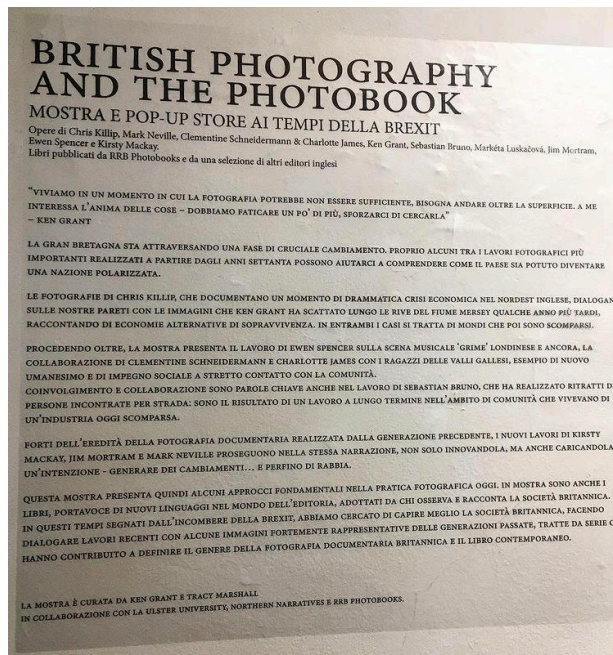 BRITISH PHOTOGRAPHY
AND THE PHOTOBOOK
MOSTRA E POP-UP STORE AI TEMPI DELLA BREXIT
Opere di Chris Killip, Mark Neville, Clementine Schneidermann & Charlotte James, Ken Grant, Sebastian Bruno, Markéta Luskačová, Jim Mortram,
Ewen Spencer e Kirsty Mackay.
Libri pubblicati da RRB Photobooks e da una selezione di altri editori inglesi
"VIVIAMO IN UN MOMENTO IN CUI LA FOTOGRAFIA POTREBBE NON ESSERE SUFFICIENTE, BISOGNA ANDARE OLTRE LA SUPERFICIE. A ME
INTERESSA L'ANIMA DELLE COSE – DOBBIAMO FATICARE UN PO' DI PIÙ, SFORZARCI DI CERCARLA"
– KEN GRANT
LA GRAN BRETAGNA STA ATTRAVERSANDO UNA FASE DI CRUCIALE CAMBIAMENTO. PROPRIO ALCUNI TRA I LAVORI FOTOGRAFICI PIÙ
IMPORTANTI REALIZZATI A PARTIRE DAGLI ANNI SETTANTA POSSONO AIUTARCI A COMPRENDERE COME IL PAESE SIA POTUTO DIVENTARE
UNA NAZIONE POLARIZZATA.
LE FOTOGRAFIE DI CHRIS KILLIP, CHE DOCUMENTANO UN MOMENTO DI DRAMMATICA CRISI ECONOMICA NEL NORDEST INGLESE, DIALOGAN
SULLE NOSTRE PARETI CON LE IMMAGINI CHE KEN GRANT HA SCATTATO LUNGO LE RIVE DEL FIUME MERSEY QUALCHE ANNO PIÙ TARDI,
RACCONTANDO DI ECONOMIE ALTERNATIVE DI SOPRAVVIVENZA. IN ENTRAMBI I CASI SI TRATTA DI MONDI CHE POI SONO SCOMPARSI.
PROCEDENDO OLTRE, LA MOSTRA PRESENTA IL LAVORO DI EWEN SPENCER SULLA SCENA MUSICALE 'GRIME' LONDINESE E ANCORA, LA
COLLABORAZIONE DI CLEMENTINE SCHNEIDERMANN E CHARLOTTE JAMES CON I RAGAZZI DELLE VALLI GALLESI, ESEMPIO DI NUOVO
UMANESIMO E DI IMPEGNO SOCIALE A STRETTO CONTATTO CON LA COMUNITÀ.
COINVOLGIMENTO E COLLABORAZIONE SONO PAROLE CHIAVE ANCHE NEL LAVORO DI SEBASTIAN BRUNO, CHE HA REALIZZATO RITRATTI D
PERSONE INCONTRATE PER STRADA: SONO IL RISULTATO DI UN LAVORO A LUNGO TERMINE NELL'AMBITO DI COMUNITÀ CHE VIVEVANO DI
UN'INDUSTRIA OGGI SCOMPARSA.
FORTI DELL'EREDITÀ DELLA FOTOGRAFIA DOCUMENTARIA REALIZZATA DALLA GENERAZIONE PRECEDENTE, I NUOVI LAVORI DI KIRSTY
MACKAY, JIM MORTRAM E MARK NEVILLE PROSEGUONO NELLA STESSA NARRAZIONE, NON SOLO INNOVANDOLA, MA ANCHE CARICANDOLA
UN'INTENZIONE - GENERARE DEI CAMBIAMENTI... E PERFINO DI RABBIA.
QUESTA MOSTRA PRESENTA QUINDI ALCUNI APPROCCI FONDAMENTALI NELLA PRATICA FOTOGRAFICA OGGI. IN MOSTRA SONO ANCHE I
LIBRI, PORTAVOCE DI NUOVI LINGUAGGI NEL MONDO DELL'EDITORIA, ADOTTATI DA CHI OSSERVA E RACCONTA LA SOCIETÀ BRITANNICA.
IN QUESTI TEMPI SEGNATI DALL'INCOMBERE DELLA BREXIT, ABBIAMO CERCATO DI CAPIRE MEGLIO LA SOCIETÀ BRITANNICA, FACENDO
DIALOGARE LAVORI RECENTI CON ALCUNE IMMAGINI FORTEMENTE RAPPRESENTATIVE DELLE GENERAZIONI PASSATE, TRATTE DA SERIE C
HANNO CONTRIBUITO A DEFINIRE IL GENERE DELLA FOTOGRAFIA DOCUMENTARIA BRITANNICA E IL LIBRO CONTEMPORANEO.
LA MOSTRA È CURATA DA KEN GRANT E TRACY MARSHALL
IN COLLABORAZIONE CON LA ULSTER UNIVERSITY, NORTHERN NARRATIVES E RRB PHOTOBOOKS.